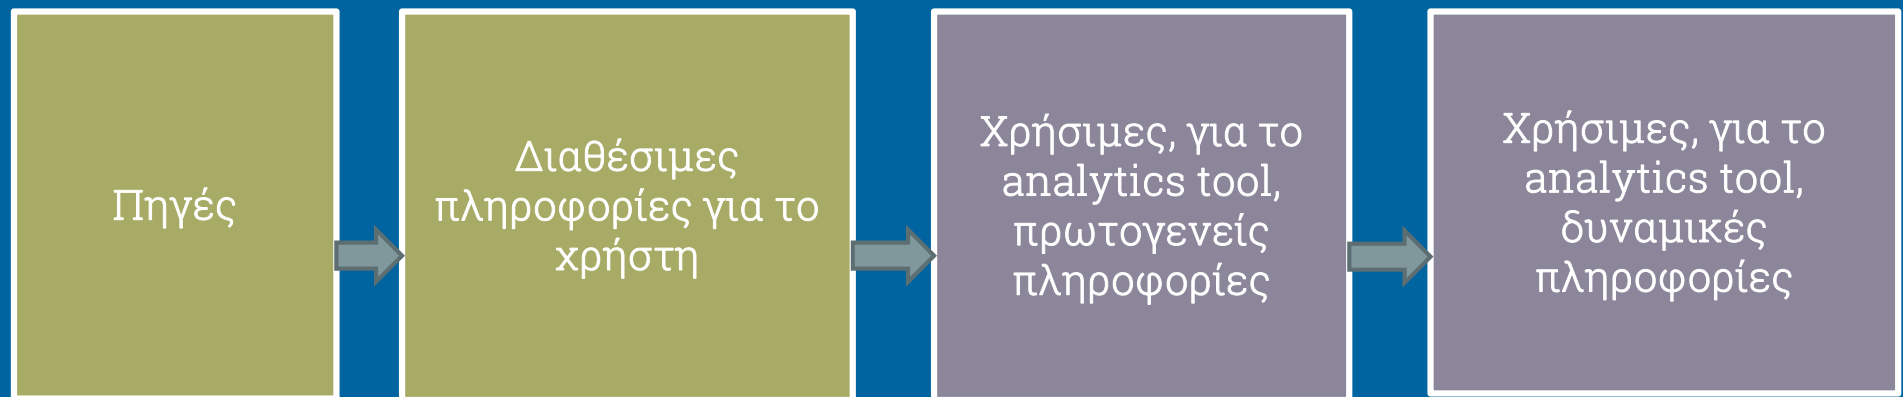 Πηγές
Διαθέσιμες
πληροφορίες για το
χρήστη
Χρήσιμες, για το
analytics tool,
πρωτογενείς
πληροφορίες
Χρήσιμες, για το
analytics tool,
δυναμικές
πληροφορίες